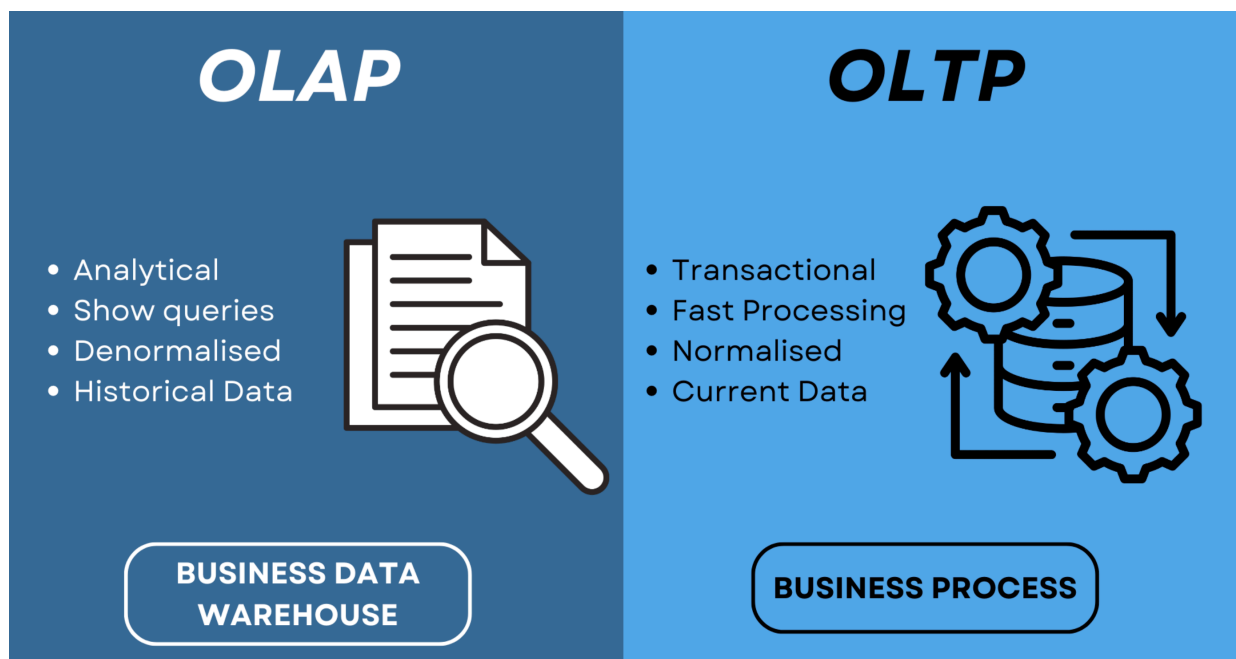 OLAP
• Analytical
• Show queries
• Denormalised
• Historical Data
BUSINESS DATA
WAREHOUSE
OLTP
• Transactional
• Fast Processing
• Normalised
• Current Data
BUSINESS PROCESS